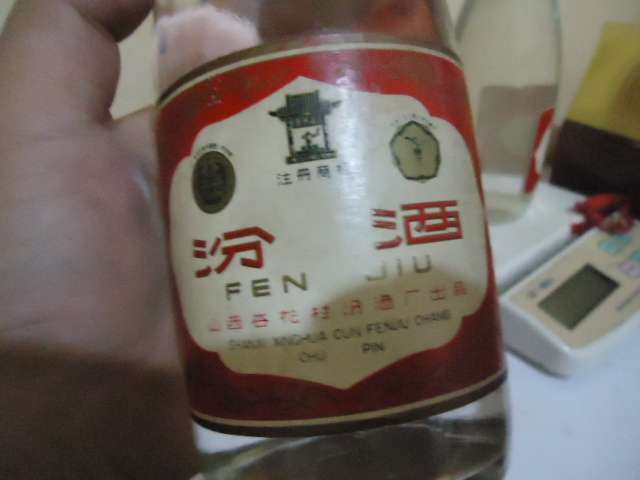 注册商标
汾酒
FEN JIU
山西杏花村汾酒厂出品
SHANXI XINGHUA CUN FENJIU CHANG
CHU PIN